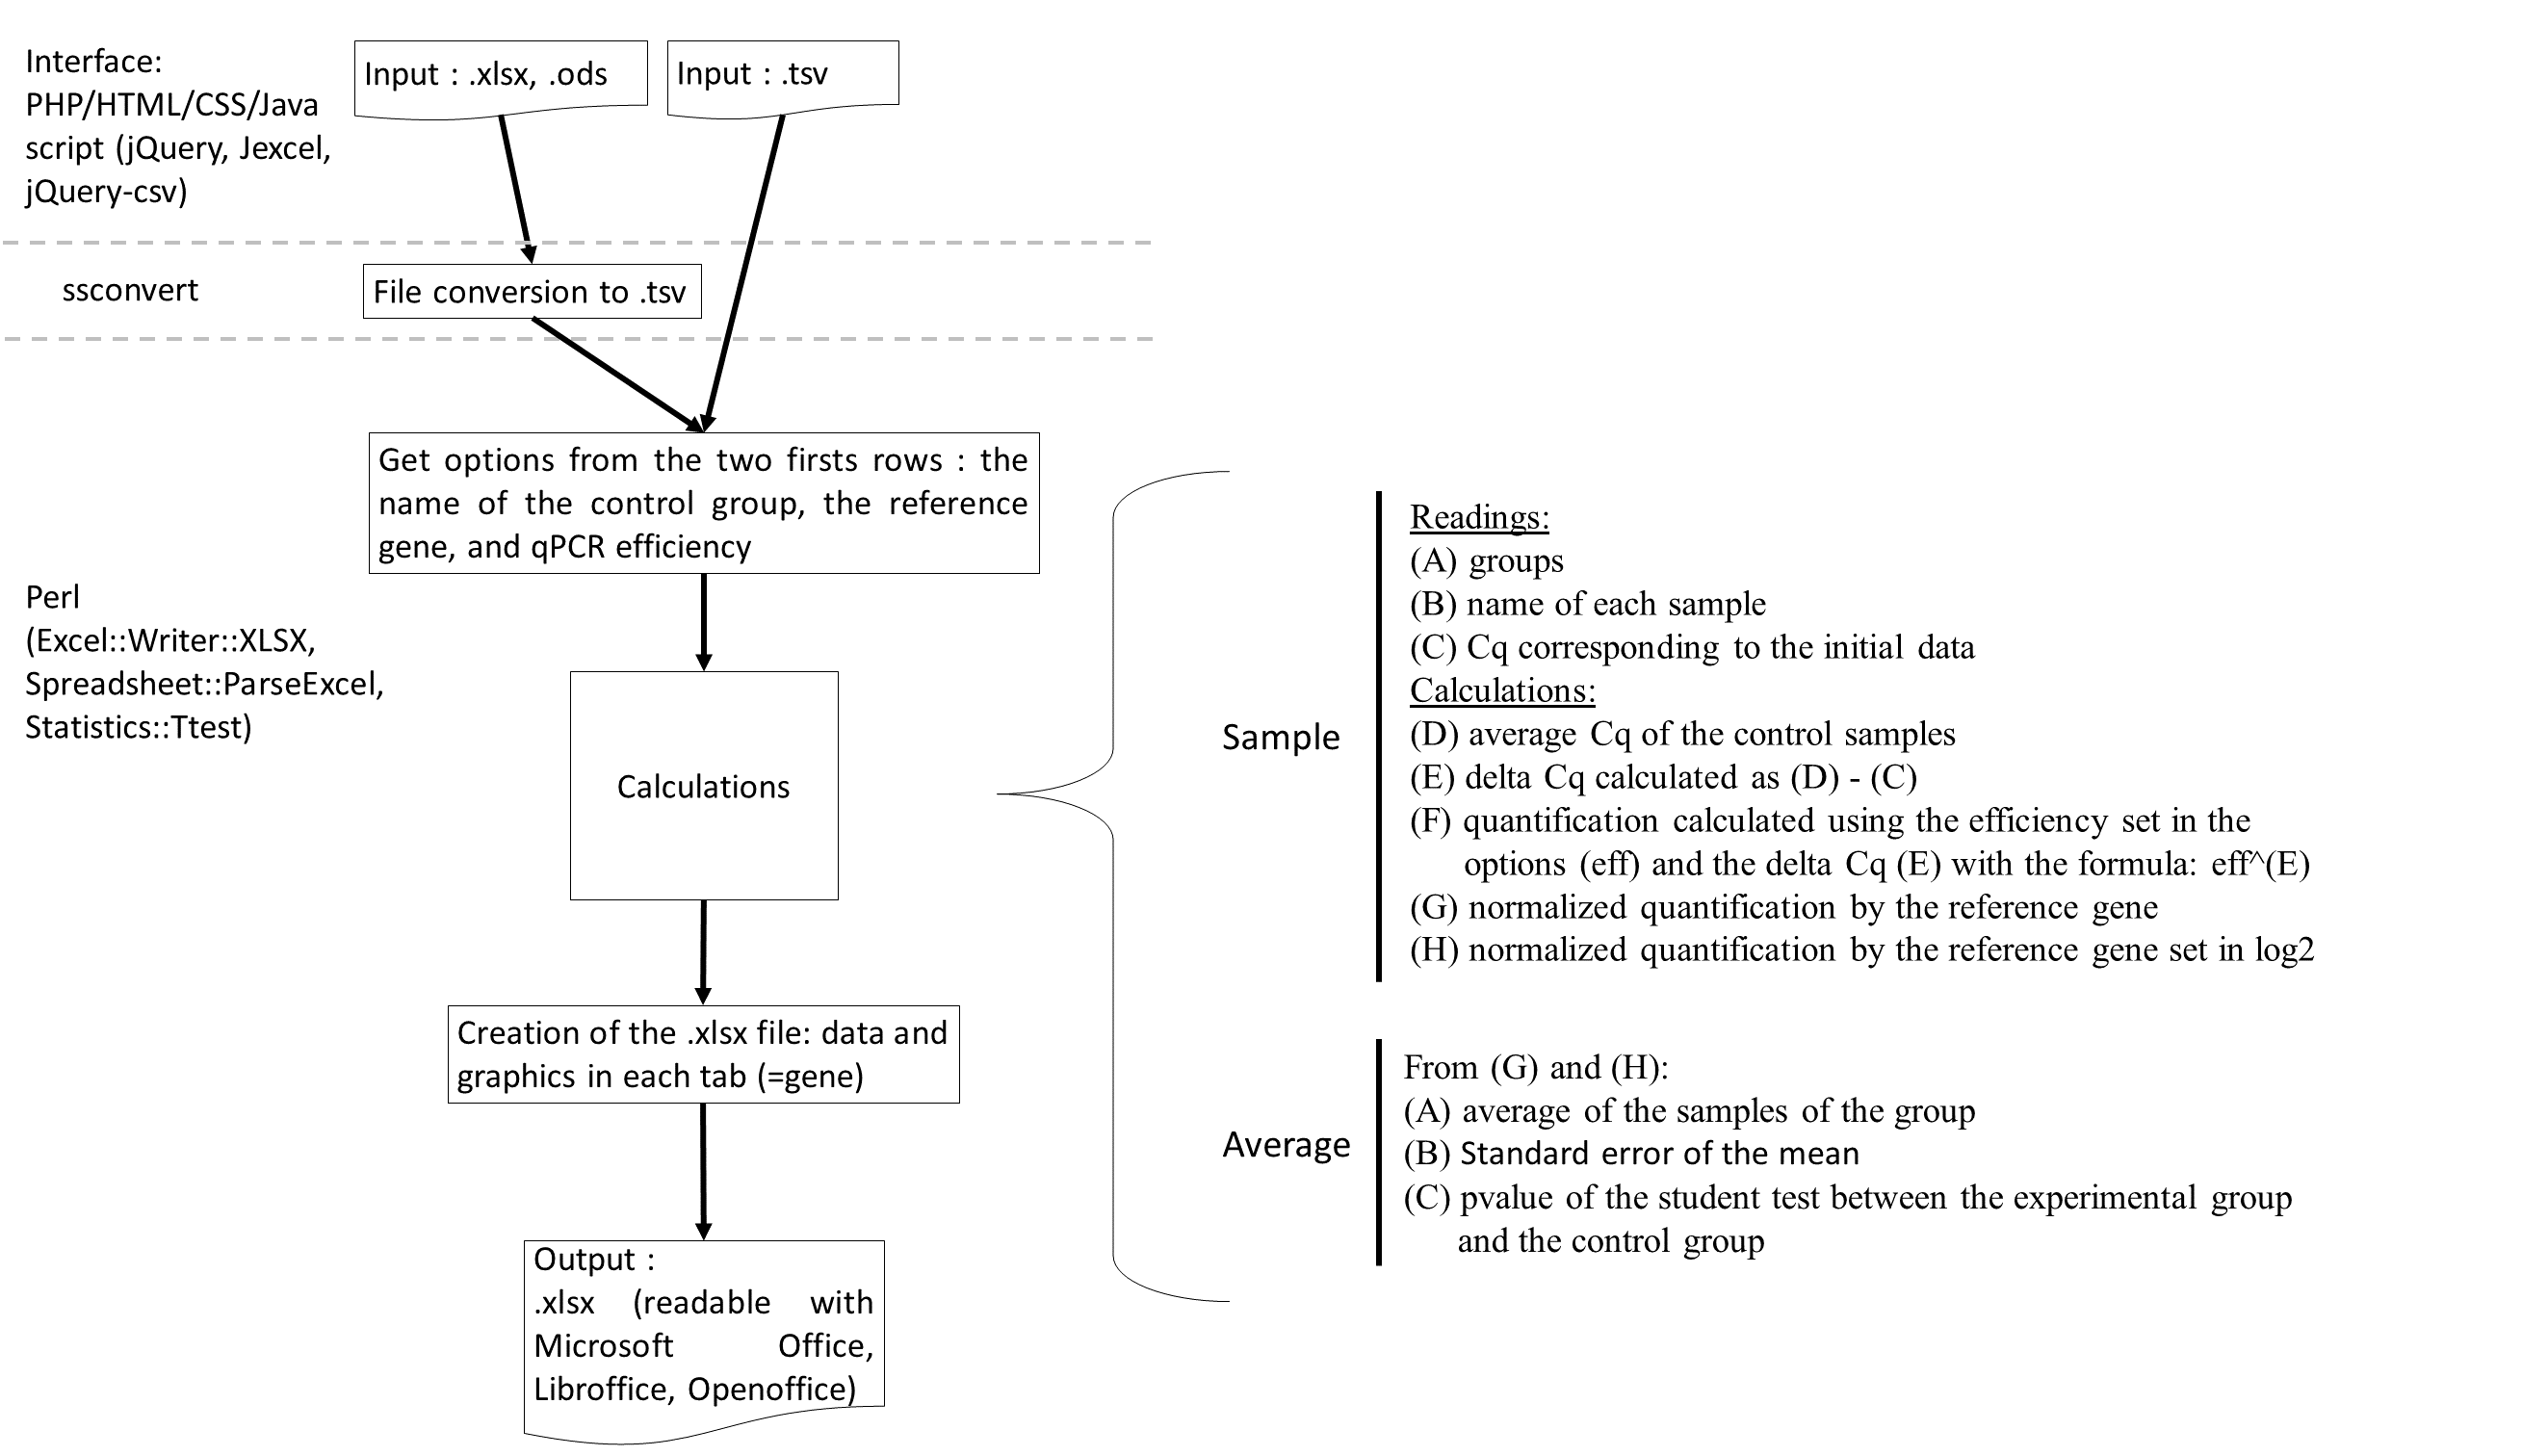 Interface:
PHP/HTML/CSS/Java
script (jQuery, Jexcel,
jQuery-csv)
Input : .xlsx, .ods
Input : .tsv
ssconvert
File conversion to .tsv
Get options from the two firsts rows : the
name of the control group, the reference
gene, and qPCR efficiency
Perl
(Excel::Writer::XLSX,
Spreadsheet::ParseExcel,
Statistics::Ttest)
Calculations
Creation of the .xlsx file: data and
graphics in each tab (=gene)
Output :
.xlsx (readable with
Microsoft Office,
Libroffice, Openoffice)
Sample
Readings:
(A) groups
(B) name of each sample
(C) Cq corresponding to the initial data
Calculations:
(D) average Cq of the control samples
(E) delta Cq calculated as (D) - (C)
(F) quantification calculated using the efficiency set in the
options (eff) and the delta Cq (E) with the formula: eff^(E)
(G) normalized quantification by the reference gene
(H) normalized quantification by the reference gene set in log2
Average
From (G) and (H):
(A) average of the samples of the group
(B) Standard error of the mean
(C) pvalue of the student test between the experimental group
and the control group